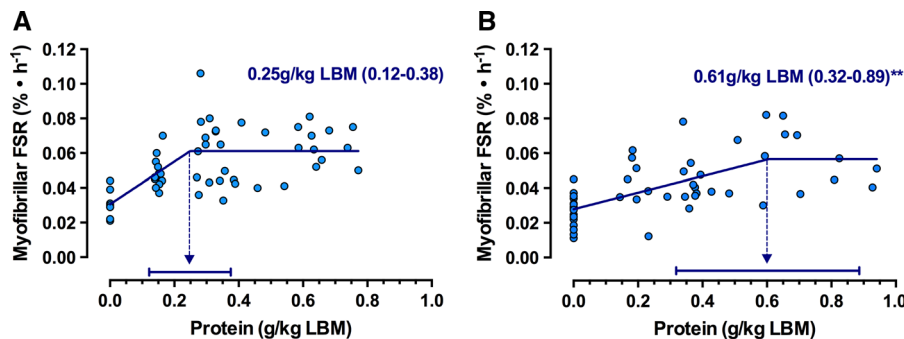 A
Myofibrillar FSR (% • h⁻¹)
0.12
0.10
0.08
0.06
0.04
0.02
0.00
0.25g/kg LBM (0.12-0.38)
0.0 0.2 0.4 0.6 0.8 1.0
Protein (g/kg LBM)
B
Myofibrillar FSR (% • h⁻¹)
0.12
0.10
0.08
0.06
0.04
0.02
0.00
0.61g/kg LBM (0.32-0.89)**
0.0 0.2 0.4 0.6 0.8 1.0
Protein (g/kg LBM)